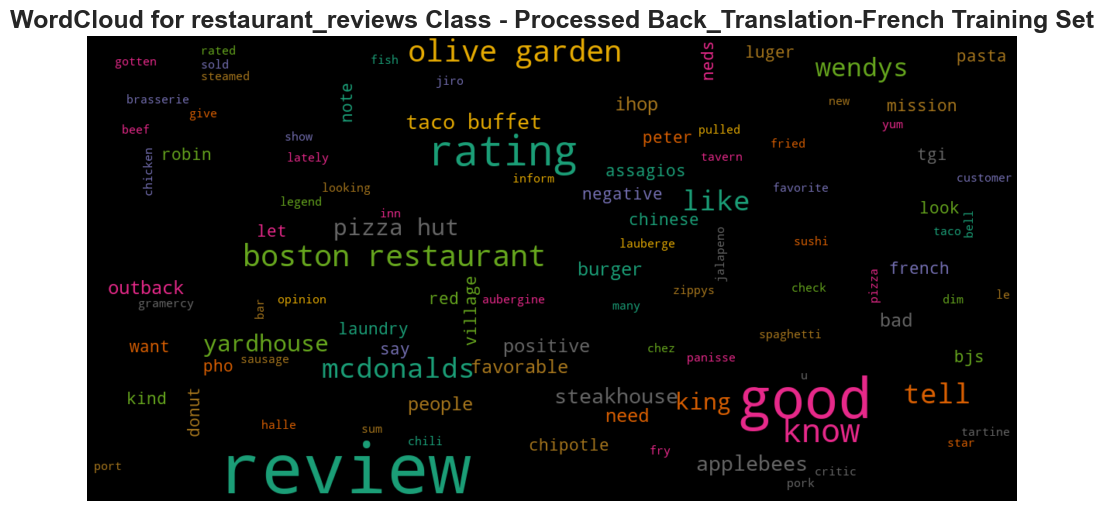 WordCloud for restaurant_reviews Class - Processed Back_Translation-French Training Set
gotten
rated
sold
steamed
fish
olive garden
neds
luger
wendys
pasta
brasserie
give
note
jiro
ihop
new
mission
beef
show
taco buffet
peter
pulled
fried
yum
chicken
robin
lately
rating
assagios
tavern
tgi
looking
inform
negative
like
favorite
customer
legend
inn
chinese
look
let
pizza hut
lauberge
jalapeno
sushi
taco
bell
boston restaurant
burger
french
outback
gramercy
bar
opinion
red
aubergine
village
many
zippys
check
pizza
dim
le
laundry
bad
want
yardhouse
say
positive
chez
spaghetti
sausage
pho
mcdonalds
favorable
panisse
bjs
kind
donut
people
steakhouse
king
need
good
u
tell
halle
sum
chili
chipotle
fry
know
star
tartine
port
review
applebees
critic
pork